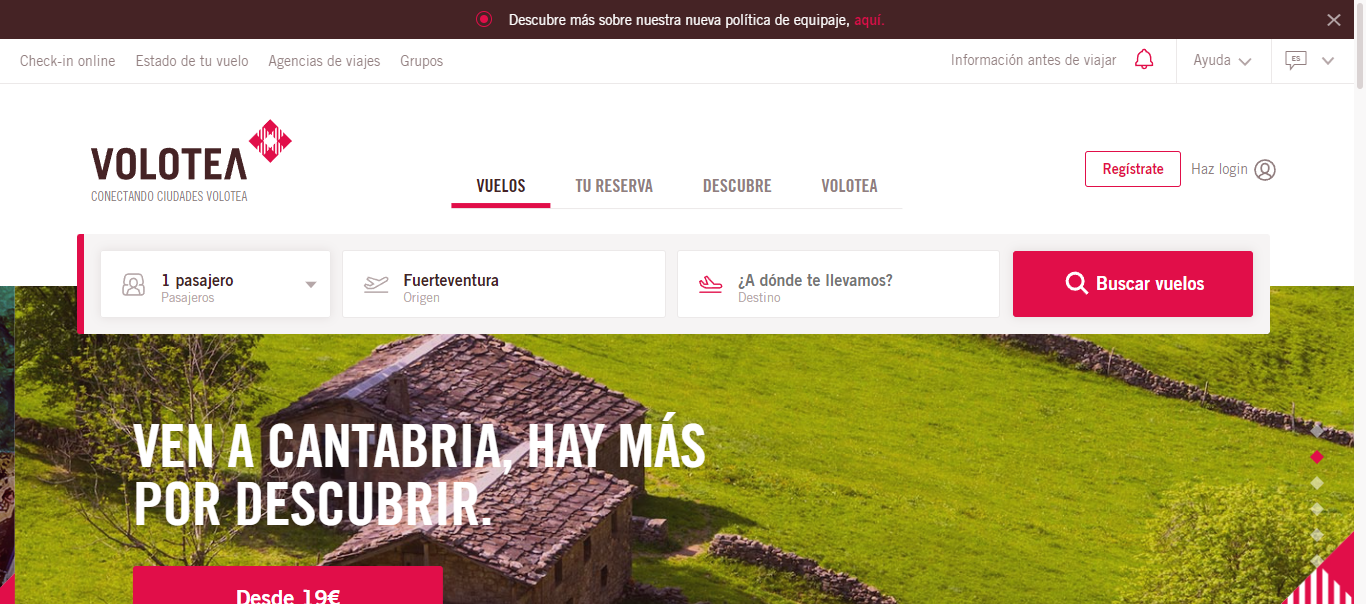 Descubre más sobre nuestra nueva política de equipaje, aquí.
Check-in online
Estado de tu vuelo
Agencias de viajes
Grupos
Información antes de viajar
Ayuda
ES
VOLOTEA
CONECTANDO CIUDADES VOLOTEA
VUELOS
TU RESERVA
DESCUBRE
VOLOTEA
Regístrate
Haz login
1 pasajero
Pasajeros
Fuerteventura
Origen
¿A dónde te llevamos?
Destino
Buscar vuelos
VEN A CANTABRIA, HAY MÁS
POR DESCUBRIR.
Desde 19€